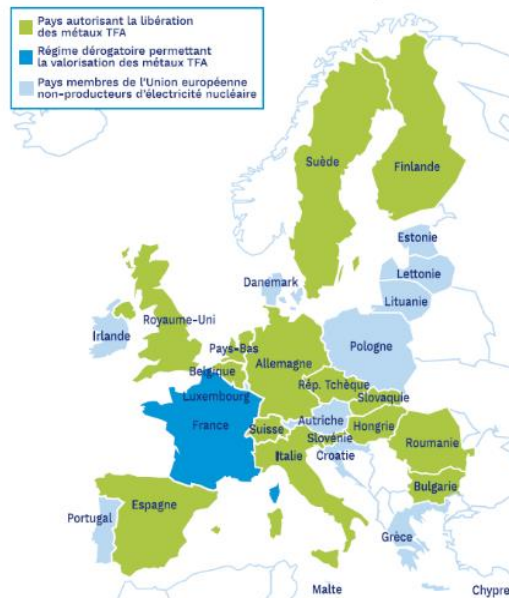 Pays autorisant la libération
des métaux TFA
Régime dérogatoire permettant
la valorisation des métaux TFA
Pays membres de l'Union européenne
non-producteurs d'électricité nucléaire
Suède
Finlande
Estonie
Lettonie
Lituanie
Danemark
Irlande
Royaume-Uni
Pays-Bas
Allemagne
Pologne
Belgique
Luxembourg
Rép. Tchèque
Slovaquie
France
Suisse
Autriche
Hongrie
Slovénie
Croatie
Italie
Roumanie
Bulgarie
Espagne
Portugal
Grèce
Malte
Chypre